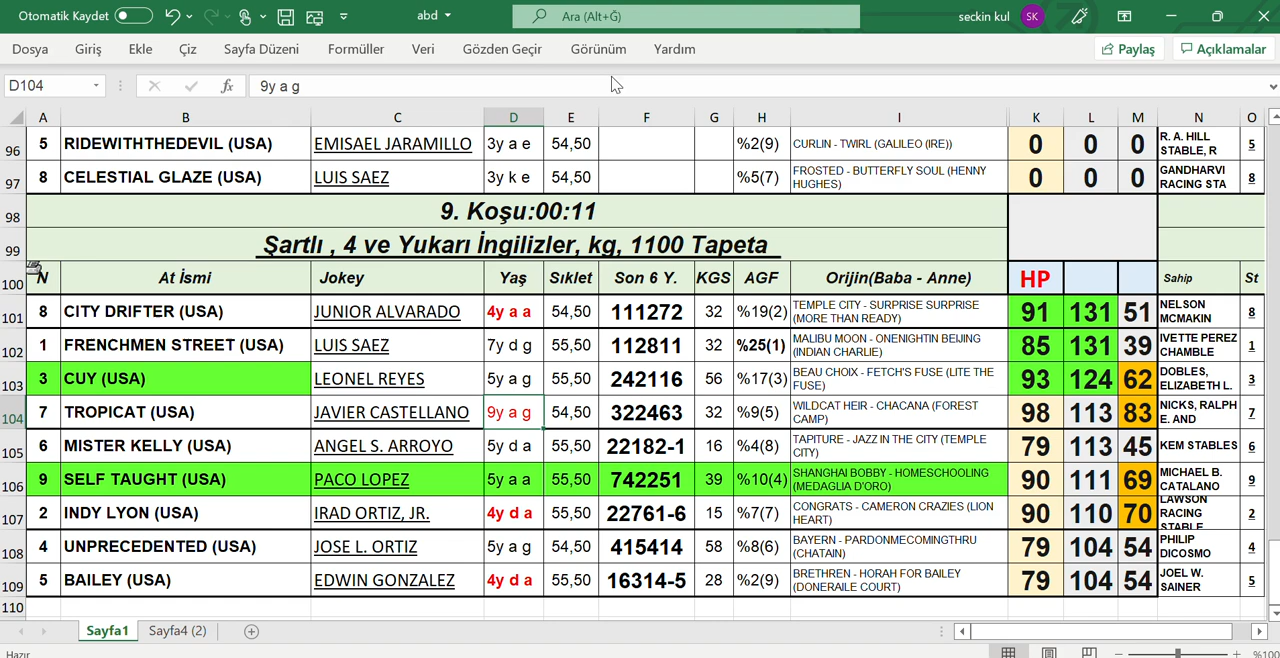 Otomatik Kaydet
abd
Ara (Alt+Ğ)
seckin kul
SK
Dosya Giriş Ekle Çiz Sayfa Düzeni Formüller Veri Gözden Geçir Görünüm Yardım
Paylaş
Açıklamalar
D104 fx 9y a g
A B C D E F G H I K L M N O
96 5 RIDEWITHTHEDEVIL (USA) EMISAEL JARAMILLO 3y a e 54,50 %2(9) CURLIN - TWIRL (GALILEO (IRE)) 0 0 0 R. A. HILL STABLE, R 5
97 8 CELESTIAL GLAZE (USA) LUIS SAEZ 3y k e 54,50 %5(7) FROSTED - BUTTERFLY SOUL (HENNY HUGHES) 0 0 0 GANDHARVI RACING STA 8
98 9. Koşu:00:11
99 Şartlı , 4 ve Yukarı İngilizler, kg, 1100 Tapeta
100 N At İsmi Jokey Yaş Sıklet Son 6 Y. KGS AGF Orijin(Baba - Anne) HP Sahip St
101 8 CITY DRIFTER (USA) JUNIOR ALVARADO 4y a a 54,50 111272 32 %19(2) TEMPLE CITY - SURPRISE SURPRISE (MORE THAN READY) 91 131 51 NELSON MCMAKIN 8
102 1 FRENCHMEN STREET (USA) LUIS SAEZ 7y d g 55,50 112811 32 %25(1) MALIBU MOON - ONENIGHTIN BEIJING (INDIAN CHARLIE) 85 131 39 IVETTE PEREZ CHAMBLE 1
103 3 CUY (USA) LEONEL REYES 5y a g 55,50 242116 56 %17(3) BEAU CHOIX - FETCH'S FUSE (LITE THE FUSE) 93 124 62 DOBLES, ELIZABETH L. 3
104 7 TROPICAT (USA) JAVIER CASTELLANO 9y a g 54,50 322463 32 %9(5) WILDCAT HEIR - CHACANA (FOREST CAMP) 98 113 83 NICKS, RALPH E. AND 7
105 6 MISTER KELLY (USA) ANGEL S. ARROYO 5y d a 55,50 22182-1 16 %4(8) TAPITURE - JAZZ IN THE CITY (TEMPLE CITY) 79 113 45 KEM STABLES 6
106 9 SELF TAUGHT (USA) PACO LOPEZ 5y a a 55,50 742251 39 %10(4) SHANGHAI BOBBY - HOMESCHOOLING (MEDAGLIA D'ORO) 90 111 69 MICHAEL B. CATALANO 9
107 2 INDY LYON (USA) IRAD ORTIZ, JR. 4y d a 55,50 22761-6 15 %7(7) CONGRATS - CAMERON CRAZIES (LION HEART) 90 110 70 LAWSON RACING STABLE 2
108 4 UNPRECEDENTED (USA) JOSE L. ORTIZ 5y a g 54,50 415414 58 %8(6) BAYERN - PARDONMECOMINGTHRU (CHATAIN) 79 104 54 PHILIP DICOSMO 4
109 5 BAILEY (USA) EDWIN GONZALEZ 4y d a 55,50 16314-5 28 %2(9) BRETHREN - HORAH FOR BAILEY (DONERAILE COURT) 79 104 54 JOEL W. SAINER 5
110
Sayfa1 Sayfa4 (2)
Hazır %100